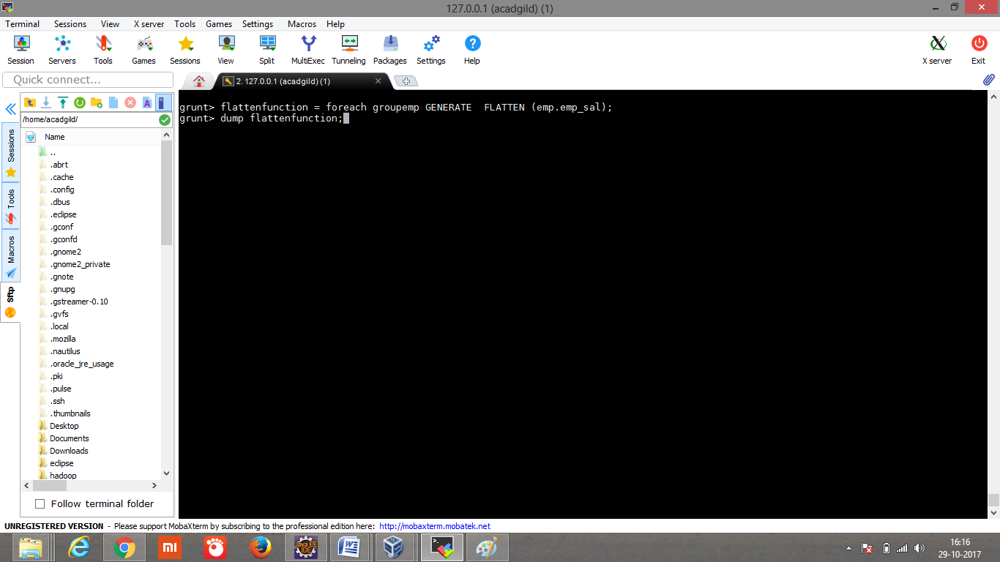 127.0.0.1 (acadgild) (1)
Terminal Sessions View X server Tools Games Settings Macros Help
Session Servers Tools Games Sessions View Split MultiExec Tunneling Packages Settings Help X server Exit
Quick connect...
2. 127.0.0.1 (acadgild) (1)
/home/acadgild/
Name
..
.abrt
.cache
.config
.dbus
.eclipse
.gconf
.gconfd
.gnome2
.gnome2_private
.gnote
.gnupg
.gstreamer-0.10
.gvfs
.local
.mozilla
.nautilus
.oracle_jre_usage
.pki
.pulse
.ssh
.thumbnails
Desktop
Documents
Downloads
eclipse
hadoop
Follow terminal folder
Sessions
Tools
Macros
Sftp
grunt> flattenfunction = foreach groupemp GENERATE  FLATTEN (emp.emp_sal);
grunt> dump flattenfunction;
UNREGISTERED VERSION - Please support MobaXterm by subscribing to the professional edition here: http://mobaxterm.mobatek.net
mi
Java EE
IDE
16:16
29-10-2017